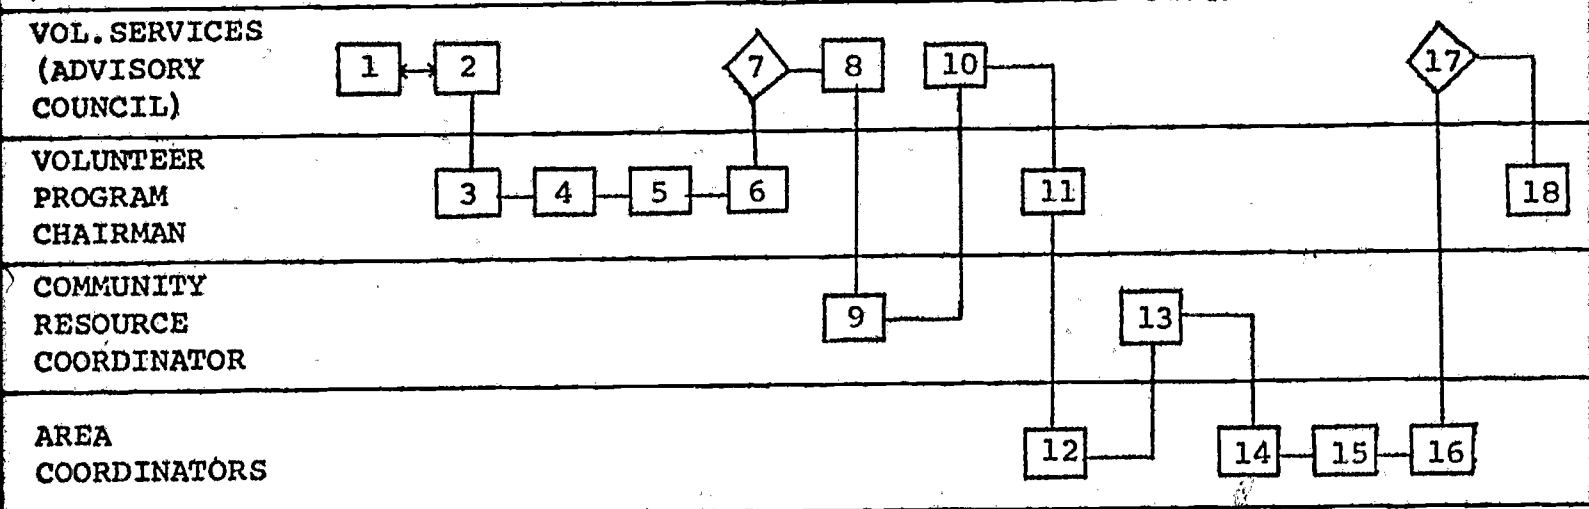 VOL.SERVICES
(ADVISORY
COUNCIL)
1 2 7 8 10 17
VOLUNTEER
PROGRAM
CHAIRMAN
3 4 5 6 11 18
COMMUNITY
RESOURCE
COORDINATOR
9 13
AREA
COORDINATORS
12 14 15 16